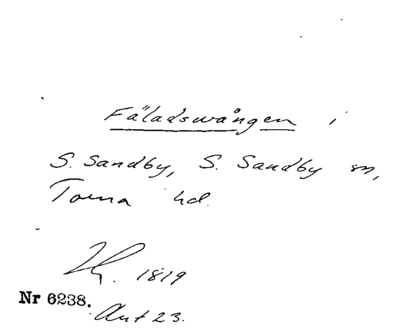 Fäladswången i
S. Sandby, S. Sandby sn,
Torna hd.
1819
Nr 6238.
Akt 23.